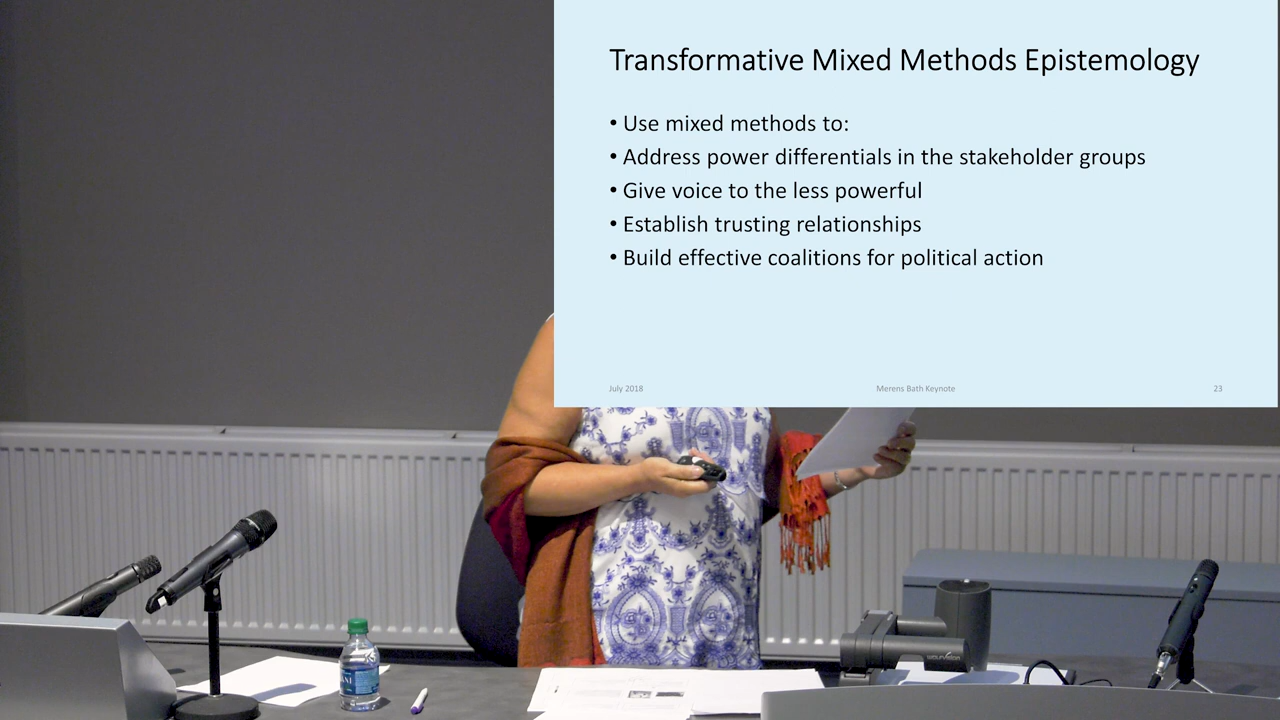 Transformative Mixed Methods Epistemology
• Use mixed methods to:
• Address power differentials in the stakeholder groups
• Give voice to the less powerful
• Establish trusting relationships
• Build effective coalitions for political action
July 2018
Merens Bath Keynote
23
wolfvision